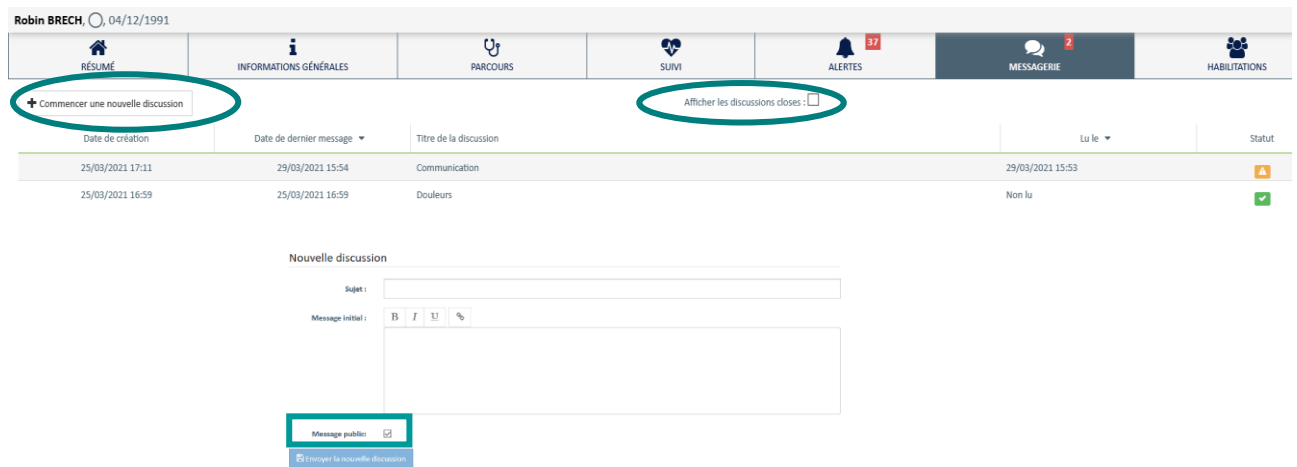 Robin BRECH, 04/12/1991
RÉSUMÉ
INFORMATIONS GÉNÉRALES
PARCOURS
SUIVI
37
ALERTES
2
MESSAGERIE
HABILITATIONS
Commencer une nouvelle discussion
Afficher les discussions closes :
Date de création Date de dernier message Titre de la discussion Lu le Statut
25/03/2021 17:11 29/03/2021 15:54 Communication 29/03/2021 15:53
25/03/2021 16:59 25/03/2021 16:59 Douleurs Non lu
Nouvelle discussion
Sujet :
Message initial : B I U
Message public:
Envoyer la nouvelle discussion